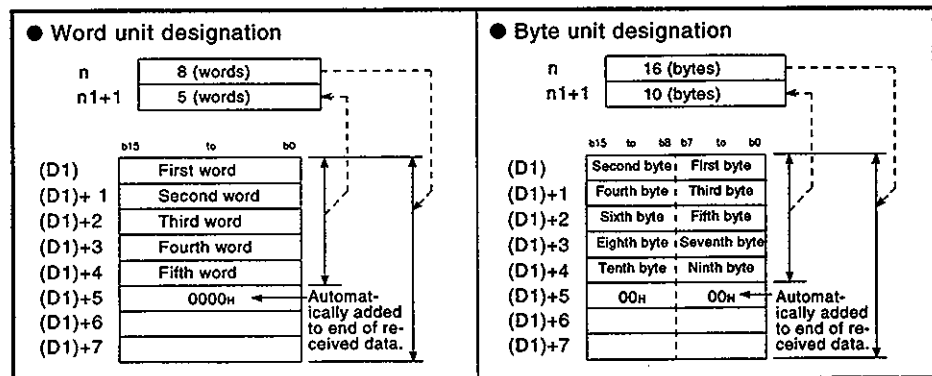 ● Word unit designation
n 8 (words)
n1+1 5 (words)
b15 to b0
(D1) First word
(D1)+ 1 Second word
(D1)+2 Third word
(D1)+3 Fourth word
(D1)+4 Fifth word
(D1)+5 0000H Automat-
ically added
(D1)+6 to end of re-
ceived data.
(D1)+7
● Byte unit designation
n 16 (bytes)
n1+1 10 (bytes)
b15 to b8 b7 to b0
(D1) Second byte First byte
(D1)+1 Fourth byte Third byte
(D1)+2 Sixth byte Fifth byte
(D1)+3 Eighth byte Seventh byte
(D1)+4 Tenth byte Ninth byte
(D1)+5 00H 00H Automat-
ically added
(D1)+6 to end of re-
ceived data.
(D1)+7